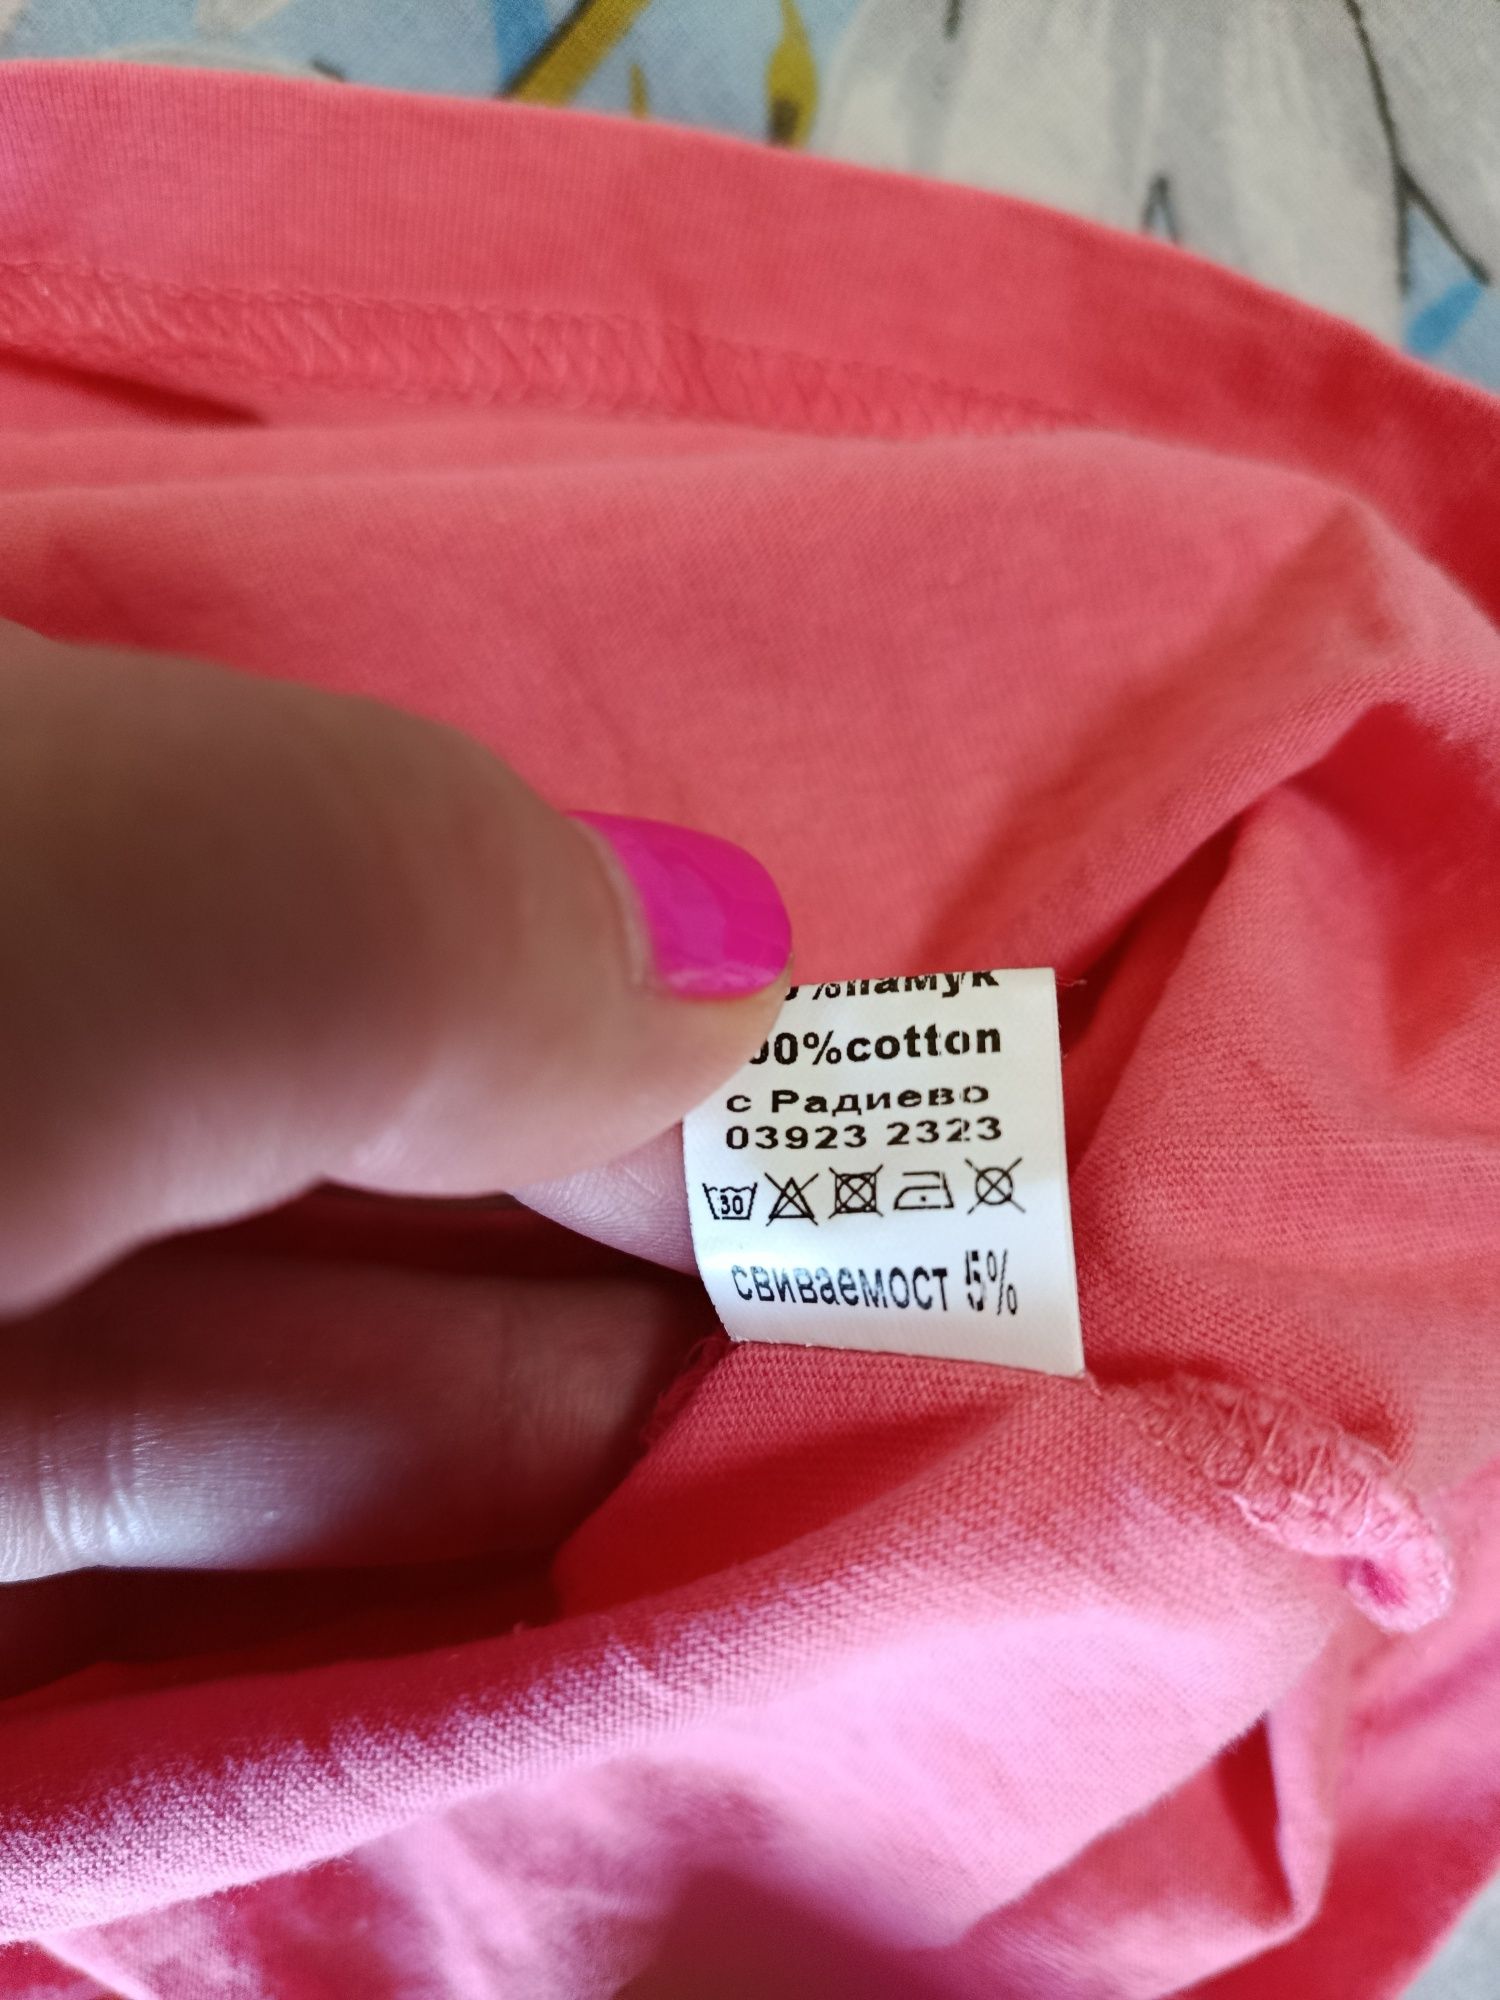 %памук
00%cotton
с Радиево
03923 2323
30
свиваемост 5%